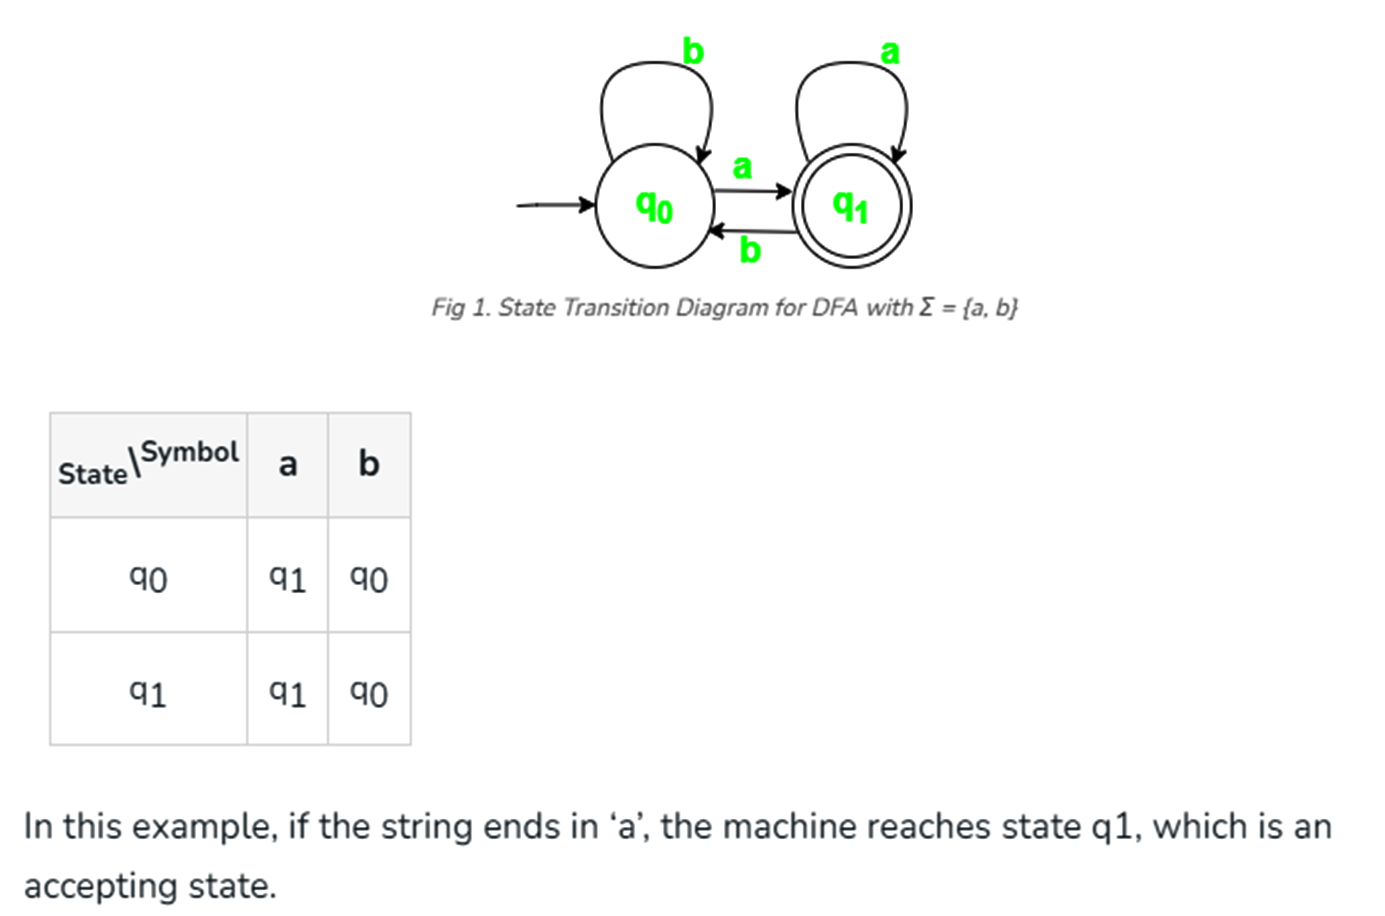 b a
a
q0 q1
b
Fig 1. State Transition Diagram for DFA with Σ = {a, b}
State\Symbol a b
q0 q1 q0
q1 q1 q0
In this example, if the string ends in ‘a’, the machine reaches state q1, which is an
accepting state.